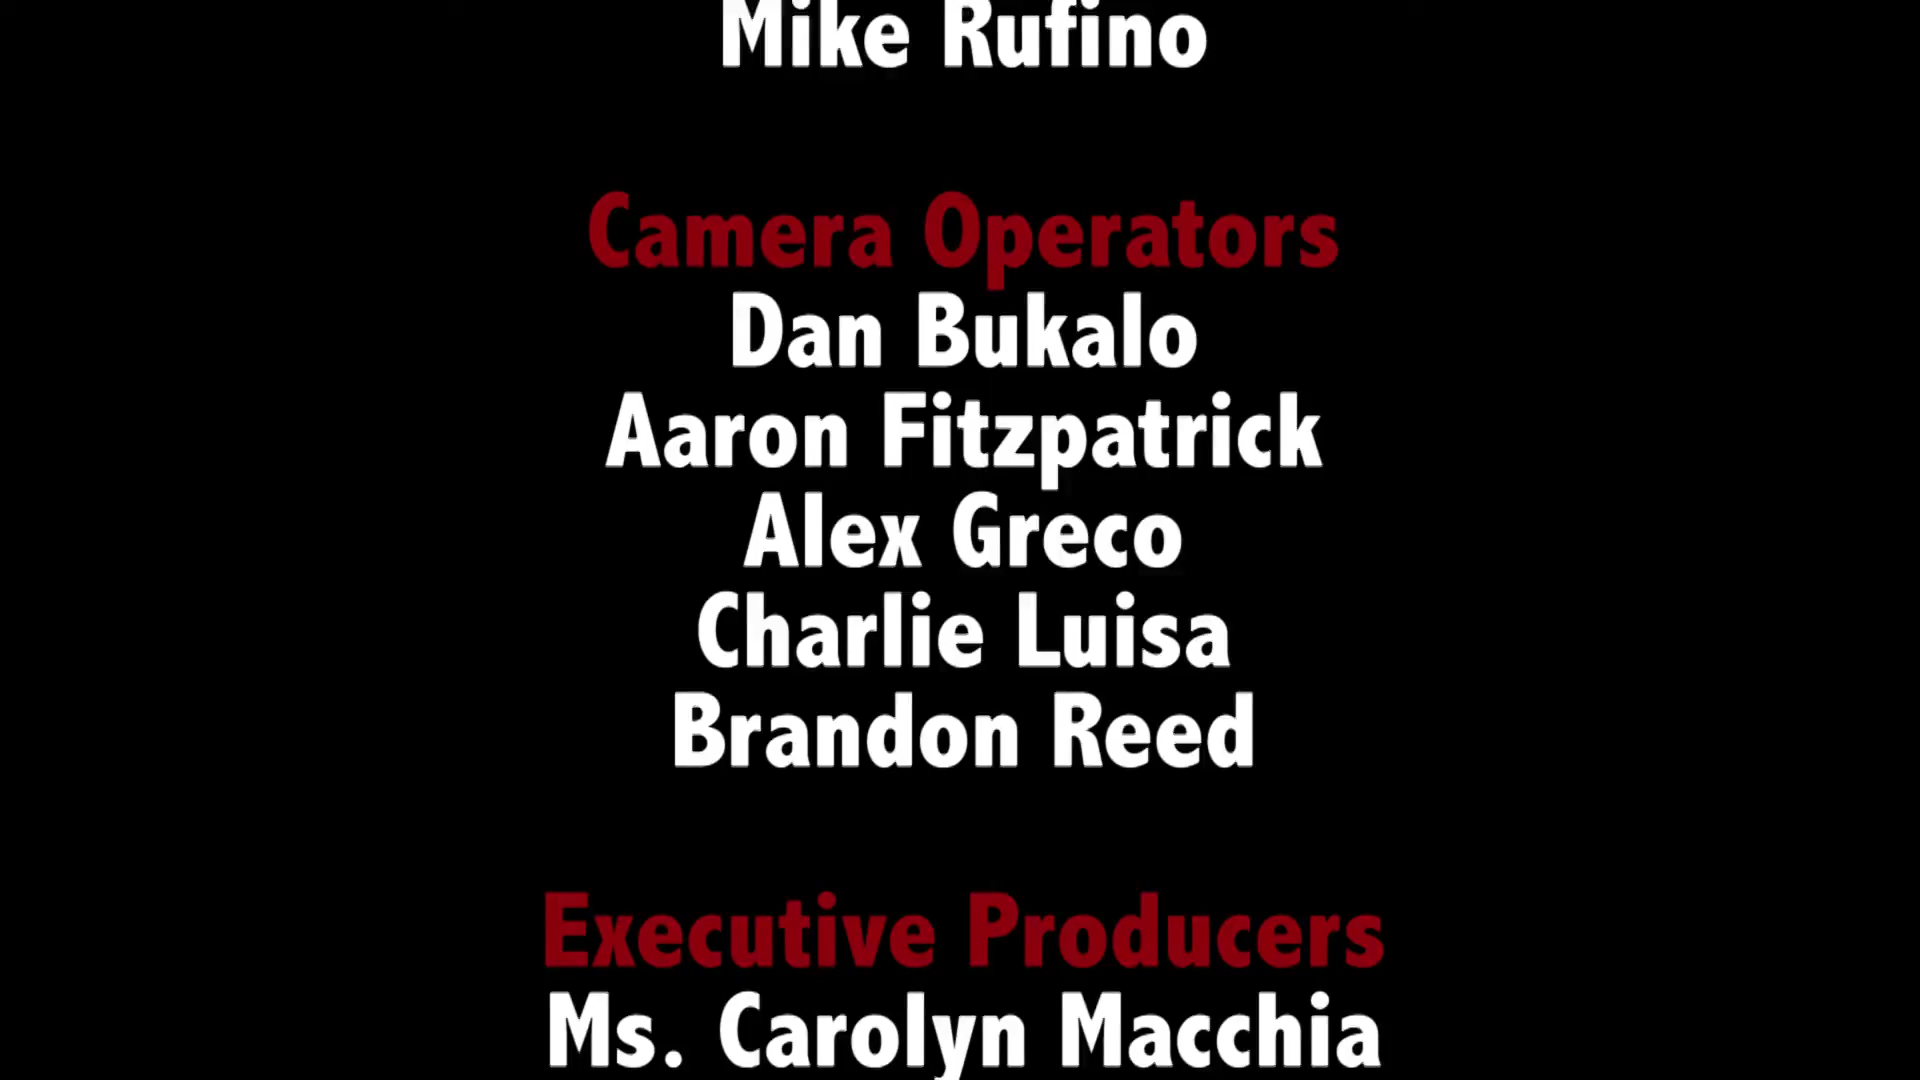 Mike Rufino
Camera Operators
Dan Bukalo
Aaron Fitzpatrick
Alex Greco
Charlie Luisa
Brandon Reed
Executive Producers
Ms. Carolyn Macchia